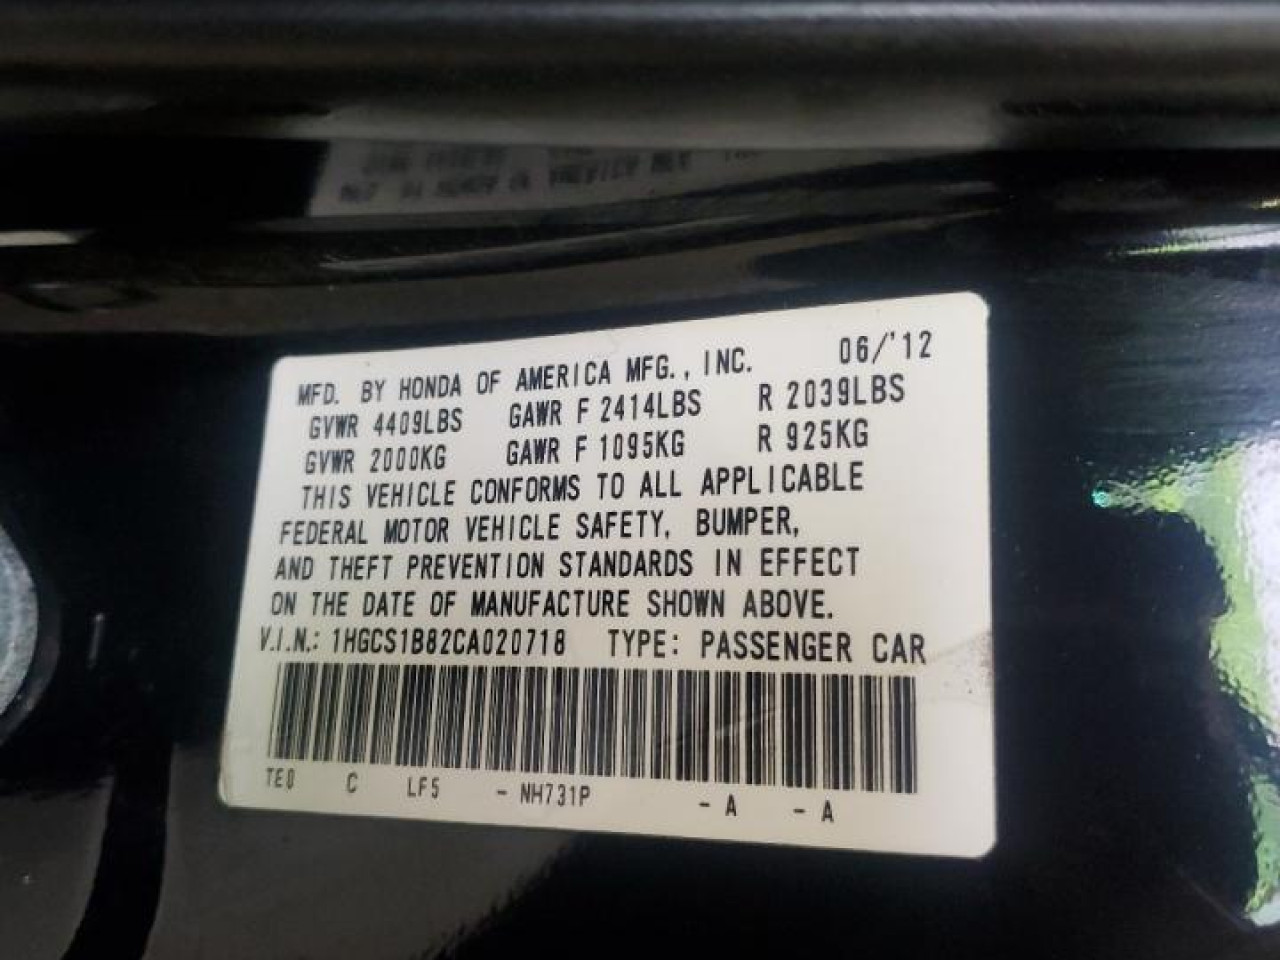 MFD. BY HONDA OF AMERICA MFG., INC. 06/'12
GVWR 4409LBS GAWR F 2414LBS R 2039LBS
GVWR 2000KG GAWR F 1095KG R 925KG
THIS VEHICLE CONFORMS TO ALL APPLICABLE
FEDERAL MOTOR VEHICLE SAFETY, BUMPER,
AND THEFT PREVENTION STANDARDS IN EFFECT
ON THE DATE OF MANUFACTURE SHOWN ABOVE.
V.I.N.: 1HGCS1B82CA020718 TYPE: PASSENGER CAR
TE0 C LF5 - NH731P - A - A